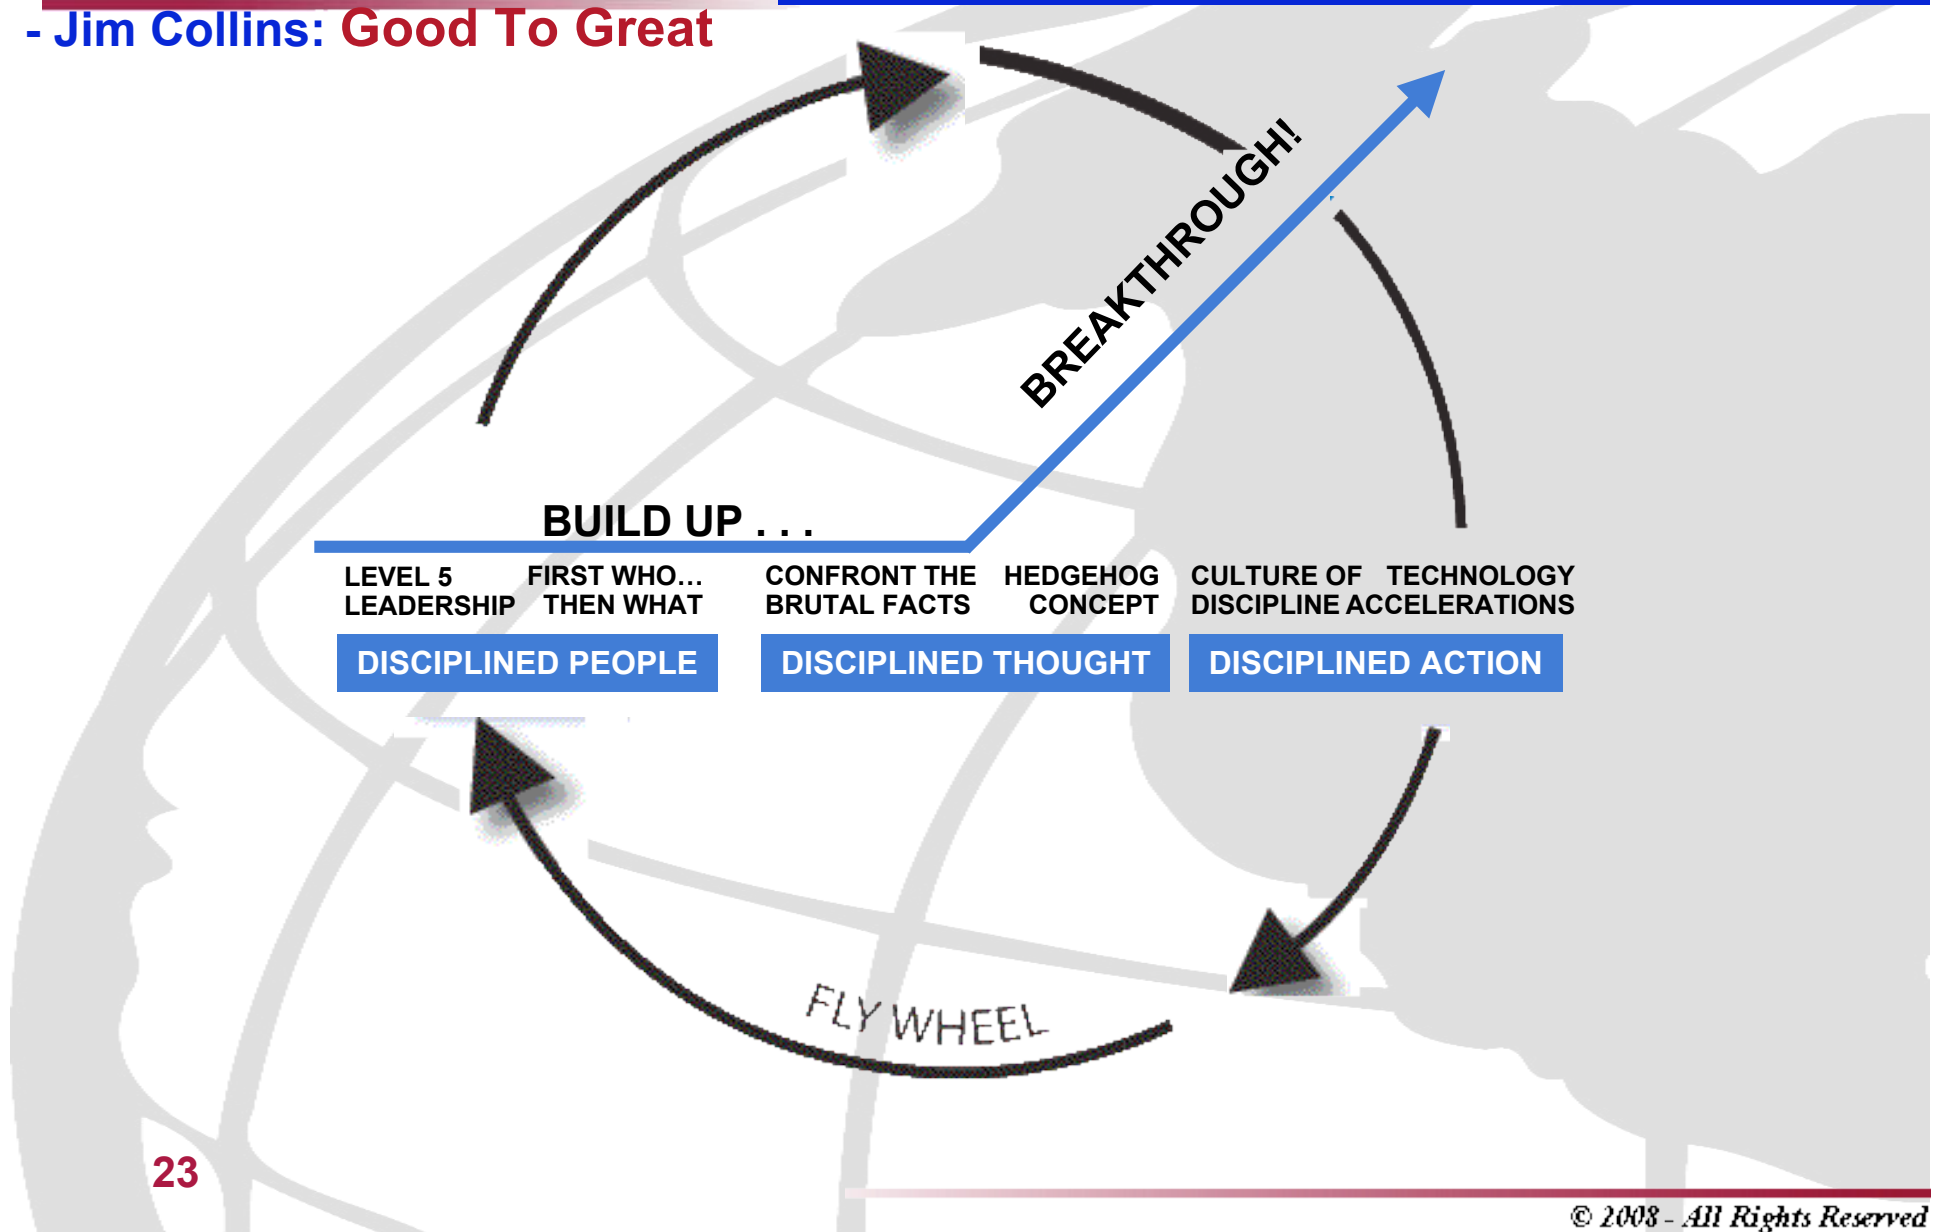 - Jim Collins: Good To Great
BREAKTHROUGH!
BUILD UP . . .
LEVEL 5
LEADERSHIP
FIRST WHO...
THEN WHAT
CONFRONT THE
BRUTAL FACTS
HEDGEHOG
CONCEPT
CULTURE OF
DISCIPLINE
TECHNOLOGY
ACCELERATIONS
DISCIPLINED PEOPLE
DISCIPLINED THOUGHT
DISCIPLINED ACTION
FLY WHEEL
23
© 2008 - All Rights Reserved